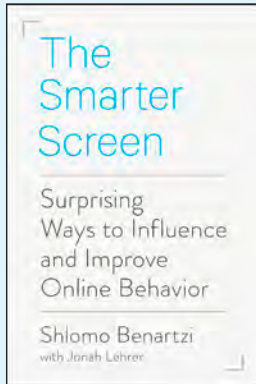 The
Smarter
Screen
Surprising
Ways to Influence
and Improve
Online Behavior
Shlomo Benartzi
with Jonah Lehrer